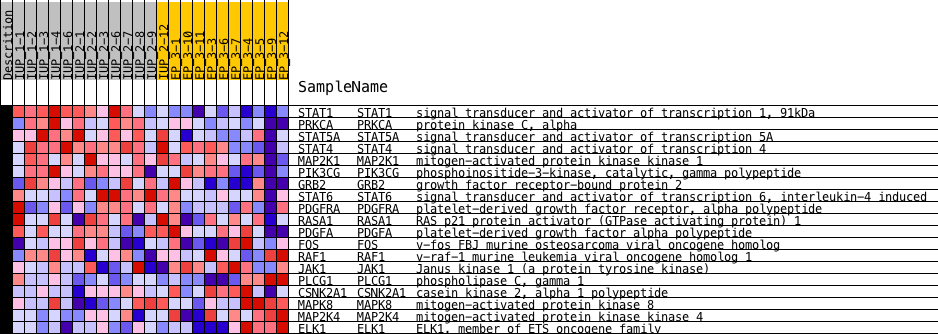 Descrition
IUP_1-1
IUP_1-2
IUP_1-3
IUP_1-4
IUP_1-6
IUP_2-1
IUP_2-2
IUP_2-3
IUP_2-6
IUP_2-7
IUP_2-8
IUP_2-9
IUP_2-12
EP_3-1
EP_3-10
EP_3-11
EP_3-3
EP_3-6
EP_3-7
EP_3-4
EP_3-5
EP_3-9
EP_3-12
SampleName
STAT1 STAT1 signal transducer and activator of transcription 1, 91kDa
PRKCA PRKCA protein kinase C, alpha
STAT5A STAT5A signal transducer and activator of transcription 5A
STAT4 STAT4 signal transducer and activator of transcription 4
MAP2K1 MAP2K1 mitogen-activated protein kinase kinase 1
PIK3CG PIK3CG phosphoinositide-3-kinase, catalytic, gamma polypeptide
GRB2 GRB2 growth factor receptor-bound protein 2
STAT6 STAT6 signal transducer and activator of transcription 6, interleukin-4 induced
PDGFRA PDGFRA platelet-derived growth factor receptor, alpha polypeptide
RASA1 RASA1 RAS p21 protein activator (GTPase activating protein) 1
PDGFA PDGFA platelet-derived growth factor alpha polypeptide
FOS FOS v-fos FBJ murine osteosarcoma viral oncogene homolog
RAF1 RAF1 v-raf-1 murine leukemia viral oncogene homolog 1
JAK1 JAK1 Janus kinase 1 (a protein tyrosine kinase)
PLCG1 PLCG1 phospholipase C, gamma 1
CSNK2A1 CSNK2A1 casein kinase 2, alpha 1 polypeptide
MAPK8 MAPK8 mitogen-activated protein kinase 8
MAP2K4 MAP2K4 mitogen-activated protein kinase kinase 4
ELK1 ELK1 ELK1, member of ETS oncogene family